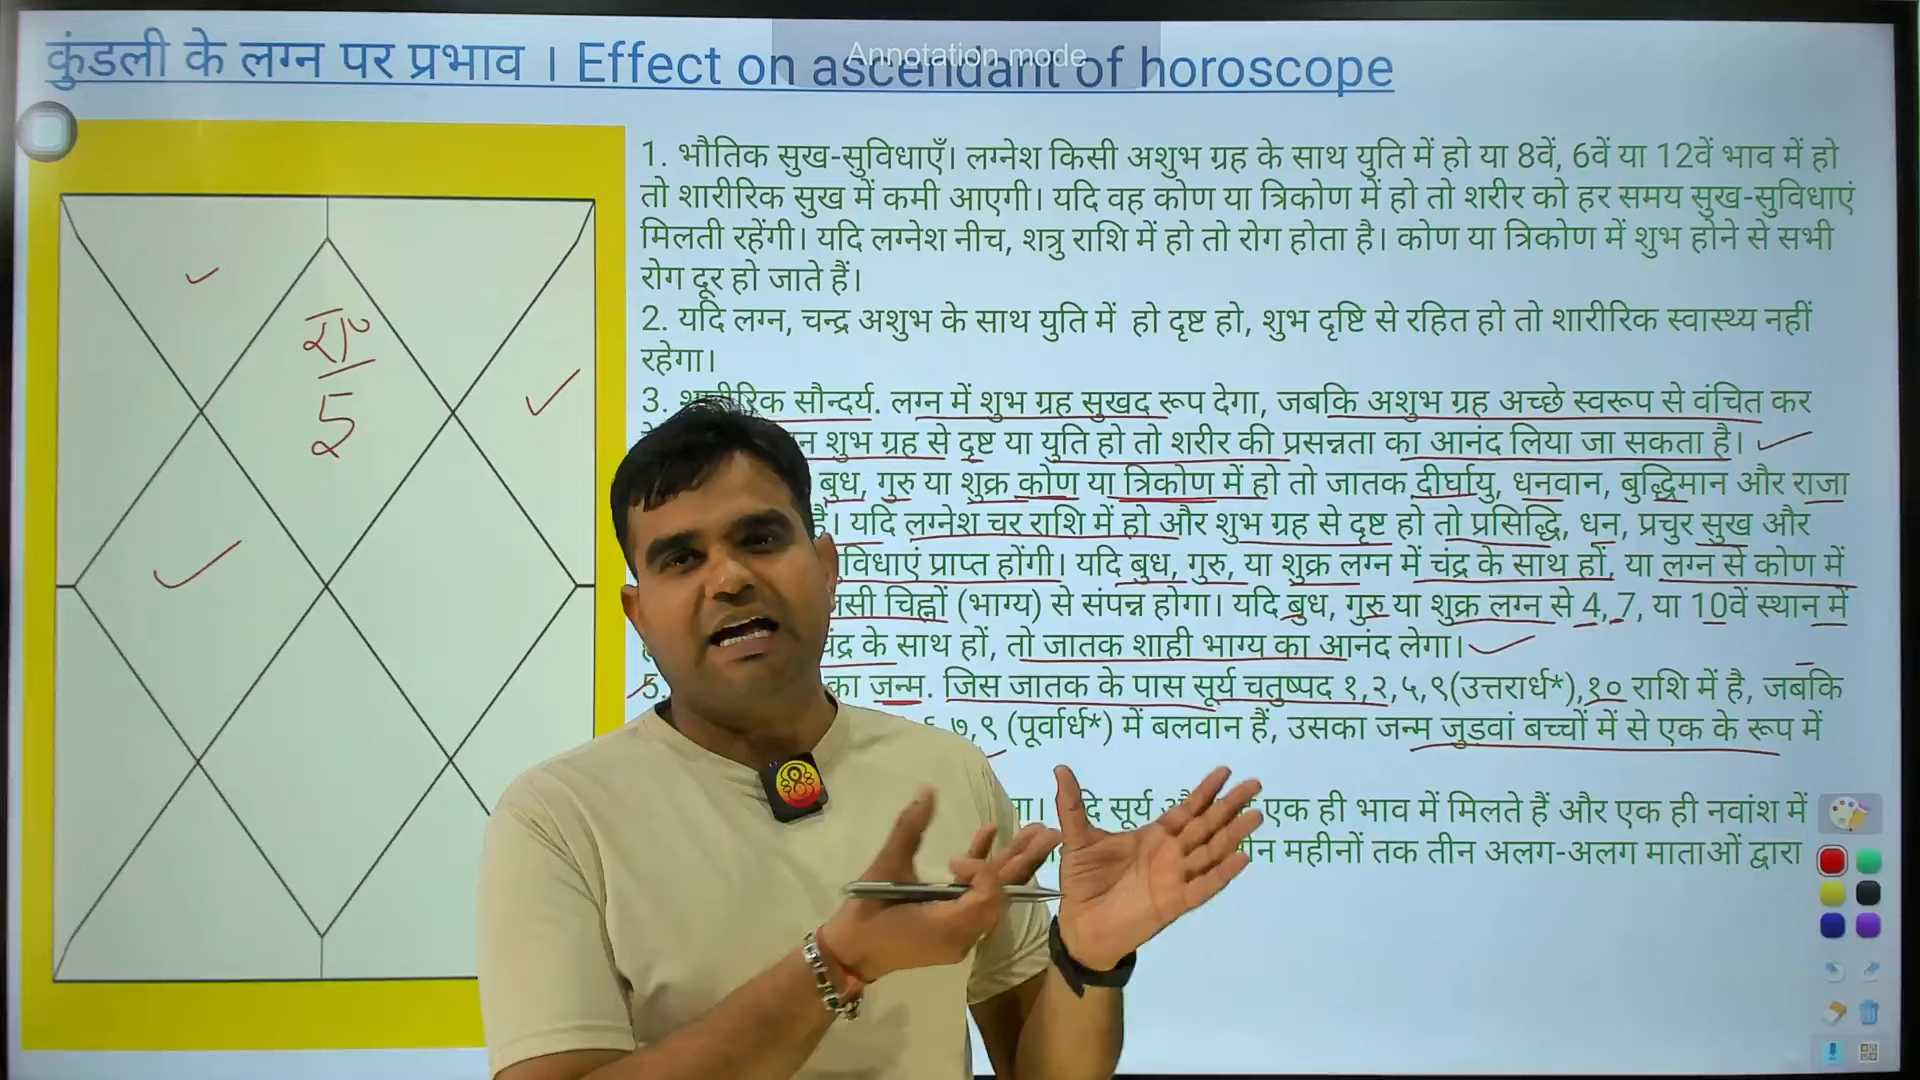 कुंडली के लग्न पर प्रभाव । Effect on ascendant of horoscope
Annotation mode
रा
5
1. भौतिक सुख-सुविधाएँ। लग्नेश किसी अशुभ ग्रह के साथ युति में हो या 8वें, 6वें या 12वें भाव में हो
तो शारीरिक सुख में कमी आएगी। यदि वह कोण या त्रिकोण में हो तो शरीर को हर समय सुख-सुविधाएं
मिलती रहेंगी। यदि लग्नेश नीच, शत्रु राशि में हो तो रोग होता है। कोण या त्रिकोण में शुभ होने से सभी
रोग दूर हो जाते हैं।
2. यदि लग्न, चन्द्र अशुभ के साथ युति में हो दृष्ट हो, शुभ दृष्टि से रहित हो तो शारीरिक स्वास्थ्य नहीं
रहेगा।
3. शारीरिक सौन्दर्य. लग्न में शुभ ग्रह सुखद रूप देगा, जबकि अशुभ ग्रह अच्छे स्वरूप से वंचित कर
शुभ ग्रह से दृष्ट या युति हो तो शरीर की प्रसन्नता का आनंद लिया जा सकता है।
बुध, गुरु या शुक्र कोण या त्रिकोण में हो तो जातक दीर्घायु, धनवान, बुद्धिमान और राजा
हैं। यदि लग्नेश चर राशि में हो और शुभ ग्रह से दृष्ट हो तो प्रसिद्धि, धन, प्रचुर सुख और
प्राप्त होंगी। यदि बुध, गुरु, या शुक्र लग्न में चंद्र के साथ हों, या लग्न से कोण में
चिह्नों (भाग्य) से संपन्न होगा। यदि बुध, गुरु या शुक्र लग्न से 4, 7, या 10वें स्थान में
चंद्र के साथ हों, तो जातक शाही भाग्य का आनंद लेगा।
5. का जन्म. जिस जातक के पास सूर्य चतुष्पद १,२,५,९(उत्तरार्ध*),१० राशि में है, जबकि
७,९ (पूर्वार्ध*) में बलवान हैं, उसका जन्म जुडवां बच्चों में से एक के रूप में
सूर्य एक ही भाव में मिलते हैं और एक ही नवांश में
महीनों तक तीन अलग-अलग माताओं द्वारा